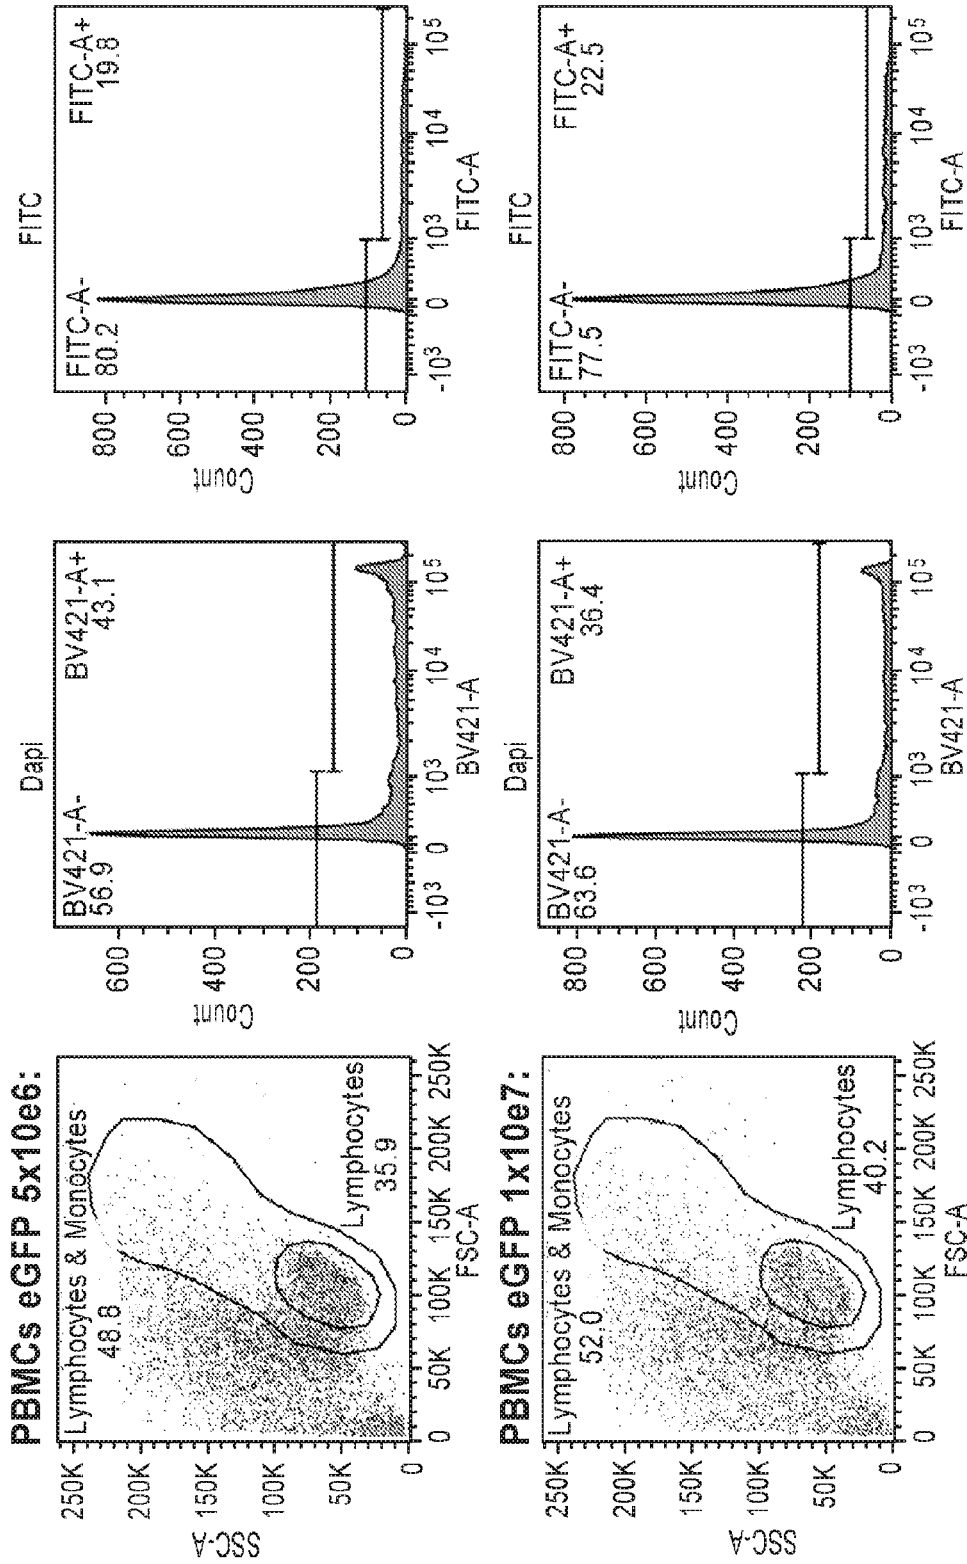 PBMCs eGFP 5x10e6:
Lymphocytes & Monocytes
48.8
Lymphocytes
35.9
250K
200K
150K
100K
50K
0
SSC-A
0 50K 100K 150K 200K 250K
FSC-A
Dapi
BV421-A-
56.9
BV421-A+
43.1
600
400
200
0
Count
-10³ 0 10³ 10⁴ 10⁵
BV421-A
FITC
FITC-A-
80.2
FITC-A+
19.8
800
600
400
200
0
Count
-10³ 0 10³ 10⁴ 10⁵
FITC-A
PBMCs eGFP 1x10e7:
Lymphocytes & Monocytes
52.0
Lymphocytes
40.2
250K
200K
150K
100K
50K
0
SSC-A
0 50K 100K 150K 200K 250K
FSC-A
Dapi
BV421-A-
63.6
BV421-A+
36.4
800
600
400
200
0
Count
-10³ 0 10³ 10⁴ 10⁵
BV421-A
FITC
FITC-A-
77.5
FITC-A+
22.5
800
600
400
200
0
Count
-10³ 0 10³ 10⁴ 10⁵
FITC-A